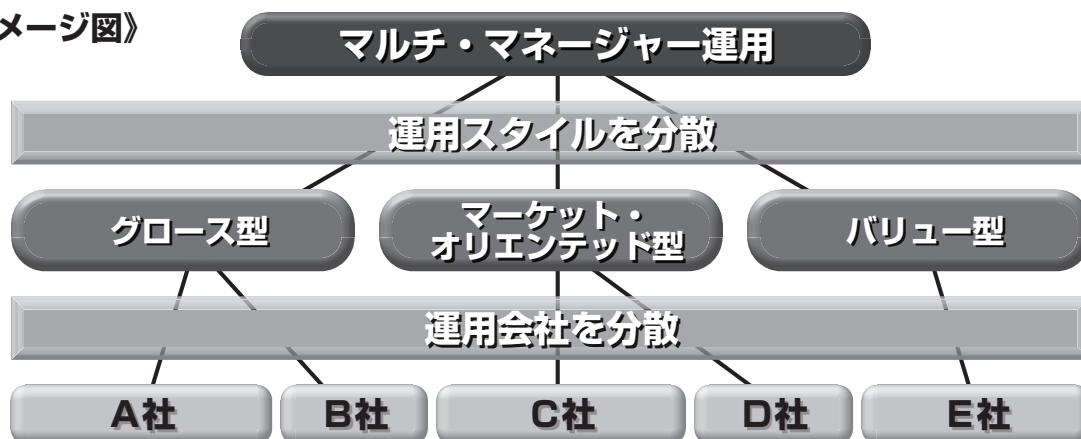 メージ図》
マルチ・マネージャー運用
運用スタイルを分散
グロース型
マーケット・
オリエンテッド型
バリュー型
運用会社を分散
A社
B社
C社
D社
E社